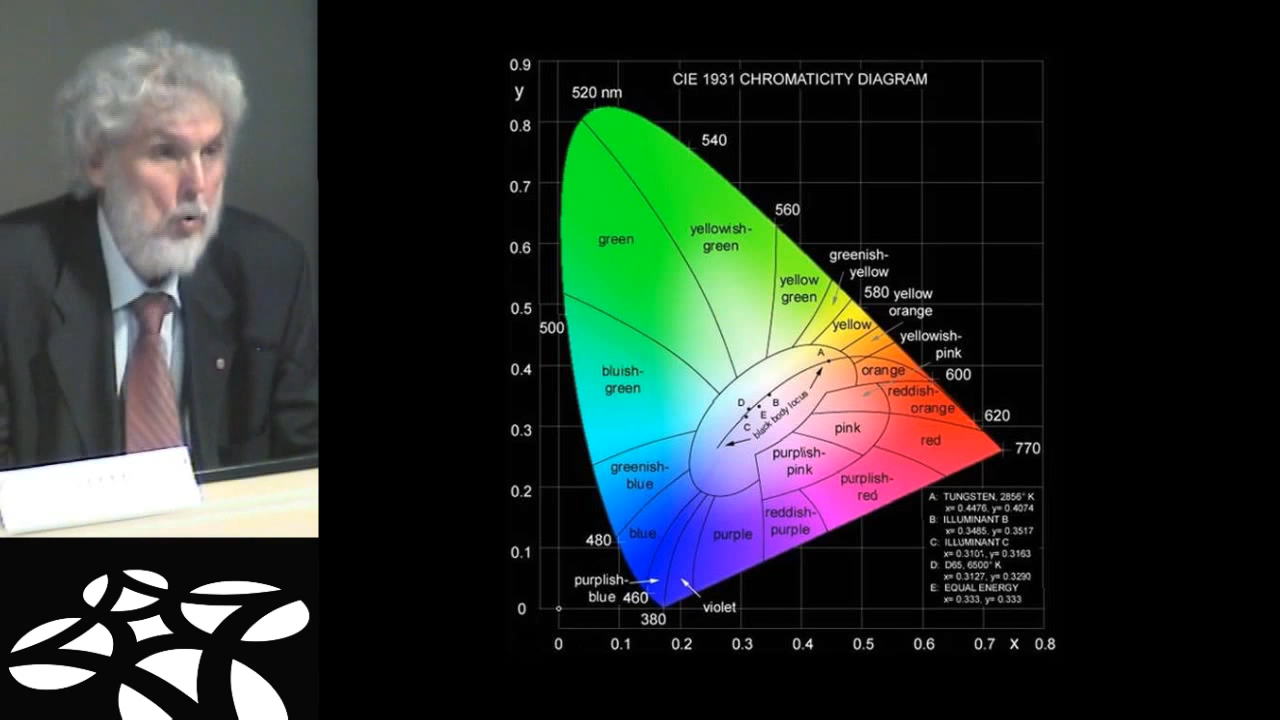 CIE 1931 CHROMATICITY DIAGRAM
0.9
y
0.8
0.7
0.6
0.5
0.4
0.3
0.2
0.1
0
520 nm
540
560
580
600
620
770
500
480
460
380
green
yellowish-
green
yellow
green
greenish-
yellow
yellow
yellow
orange
yellowish-
pink
orange
reddish-
orange
red
pink
purplish-
pink
purplish-
red
reddish-
purple
purple
violet
purplish-
blue
blue
greenish-
blue
bluish-
green
A
B
C
D
E
black body locus
A: TUNGSTEN, 2856° K
x= 0.4476, y= 0.4074
B: ILLUMINANT B
x= 0.3485, y= 0.3517
C: ILLUMINANT C
x= 0.3101, y= 0.3163
D: D65, 6500° K
x= 0.3127, y= 0.3290
E: EQUAL ENERGY
x= 0.333, y= 0.333
0 0.1 0.2 0.3 0.4 0.5 0.6 0.7 x 0.8